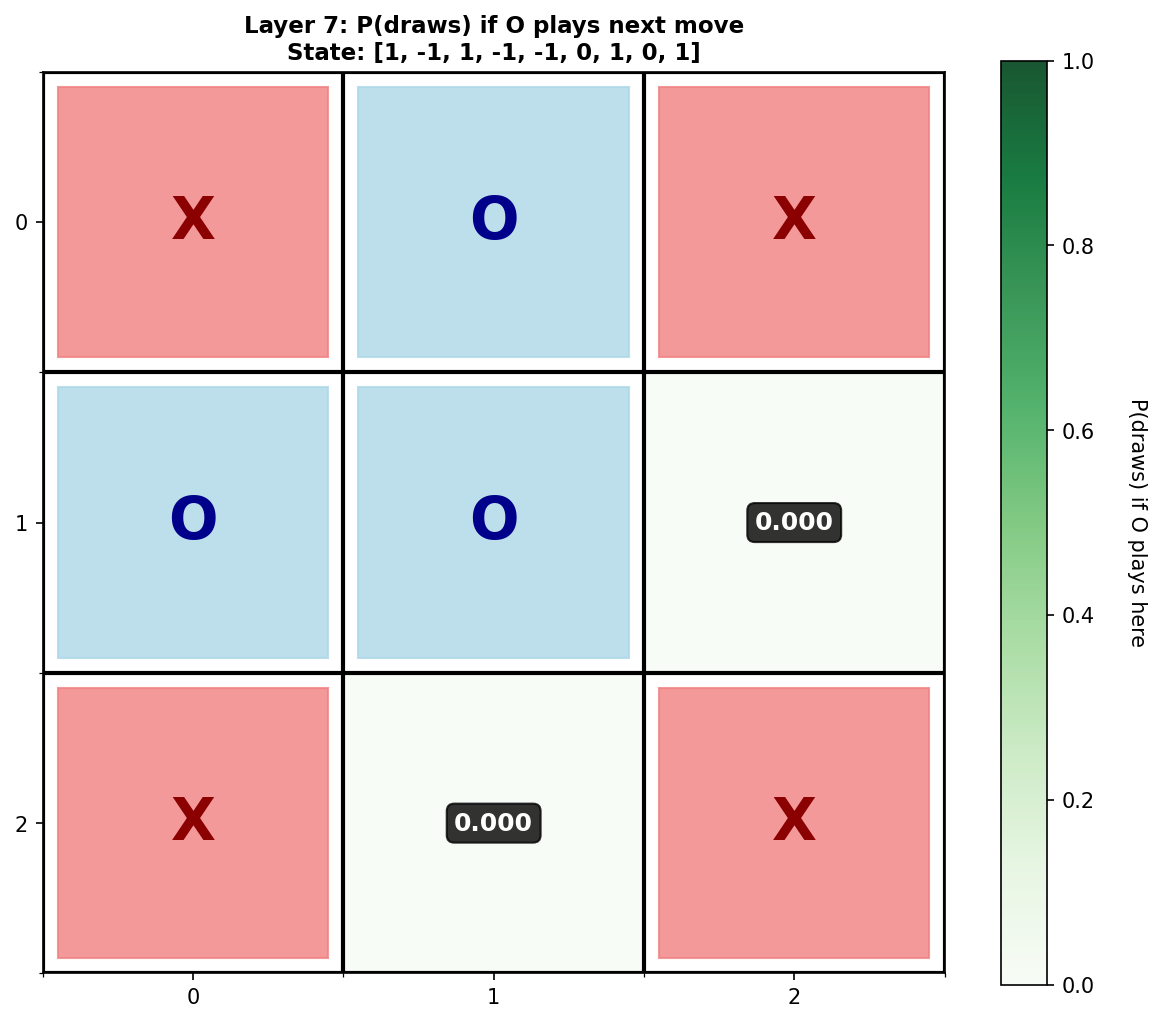 Layer 7: P(draws) if O plays next move
State: [1, -1, 1, -1, -1, 0, 1, 0, 1]
X
O
X
O
O
0.000
X
0.000
X
0
1
2
0
1
2
1.0
0.8
0.6
0.4
0.2
0.0
P(draws) if O plays here